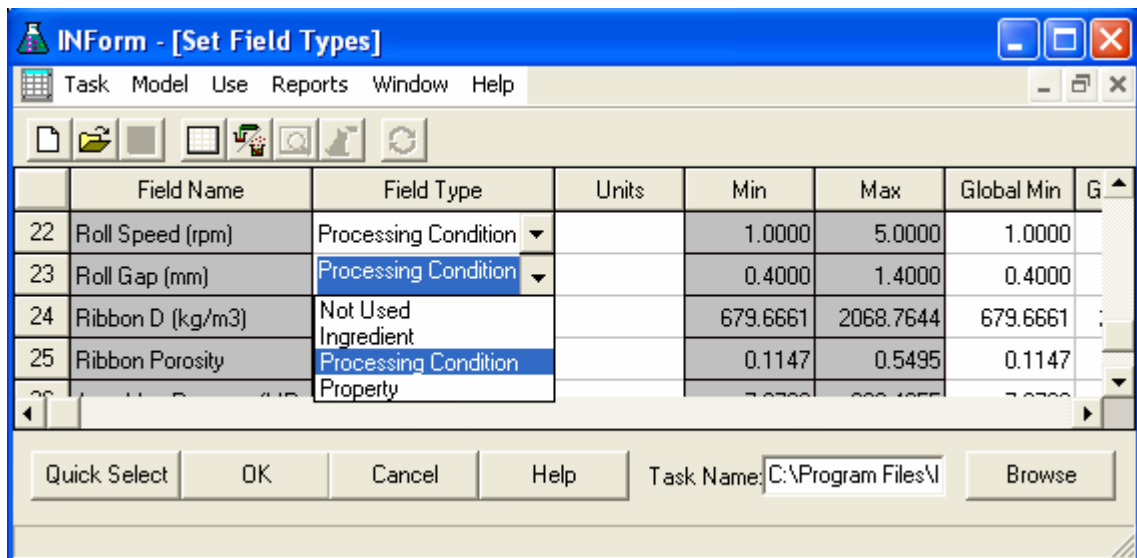 INForm - [Set Field Types]
Task Model Use Reports Window Help
Field Name Field Type Units Min Max Global Min G
22 Roll Speed (rpm) Processing Condition 1.0000 5.0000 1.0000
23 Roll Gap (mm) Processing Condition 0.4000 1.4000 0.4000
24 Ribbon D (kg/m3) Not Used 679.6661 2068.7644 679.6661
Ingredient
25 Ribbon Porosity Processing Condition 0.1147 0.5495 0.1147
Property
Quick Select OK Cancel Help Task Name: C:\Program Files\I Browse